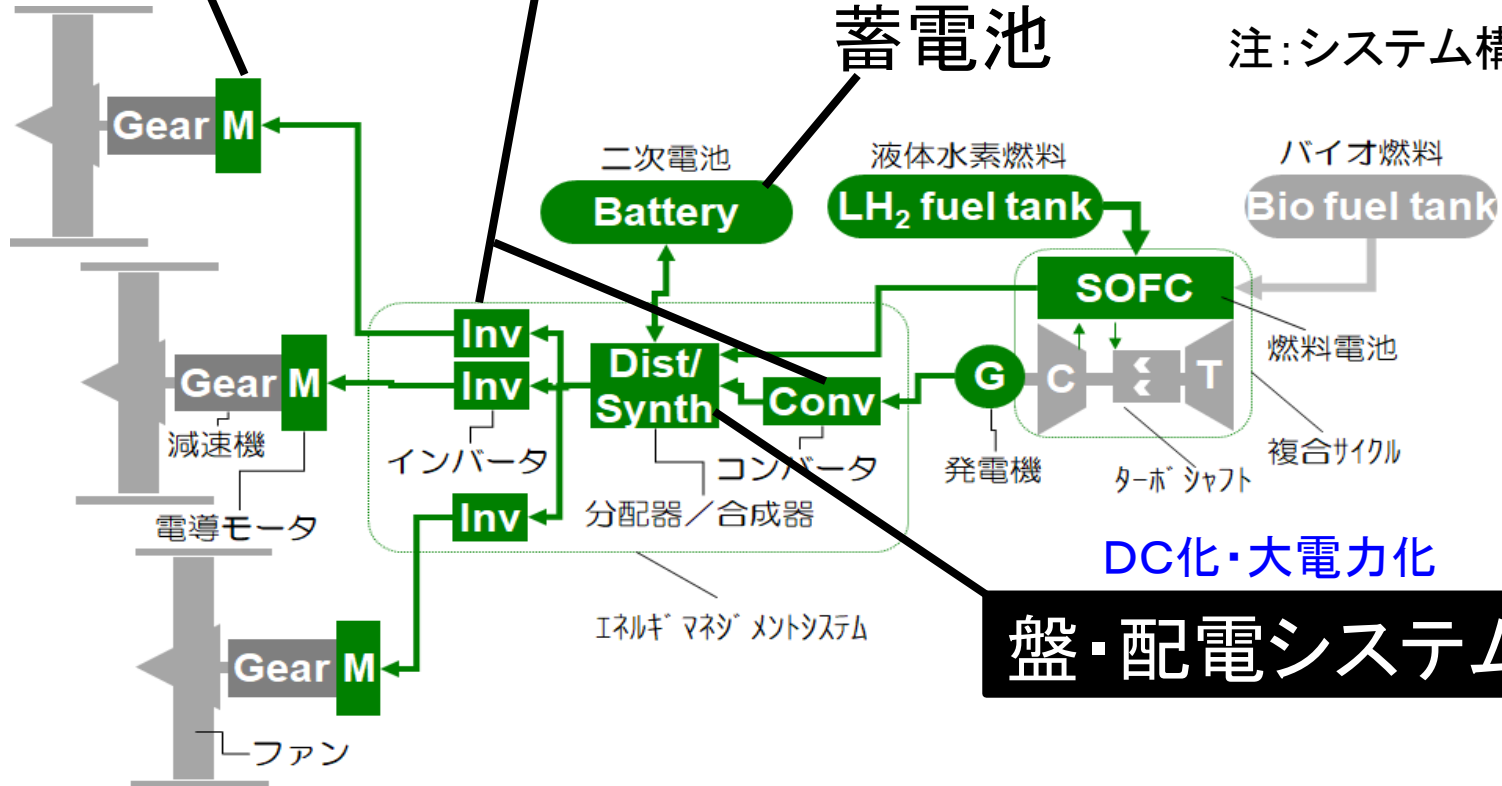 蓄電池
注:システム構
Gear M
二次電池
液体水素燃料
バイオ燃料
Battery
LH₂ fuel tank
Bio fuel tank
SOFC
燃料電池
Inv
Dist/
Synth
Gear M
Inv
Conv
G
C
T
減速機
インバータ
コンバータ
発電機
ターボシャフト
複合サイクル
電導モータ
Inv
分配器/合成器
DC化・大電力化
エネルギマネジメントシステム
盤・配電システム
Gear M
ファン